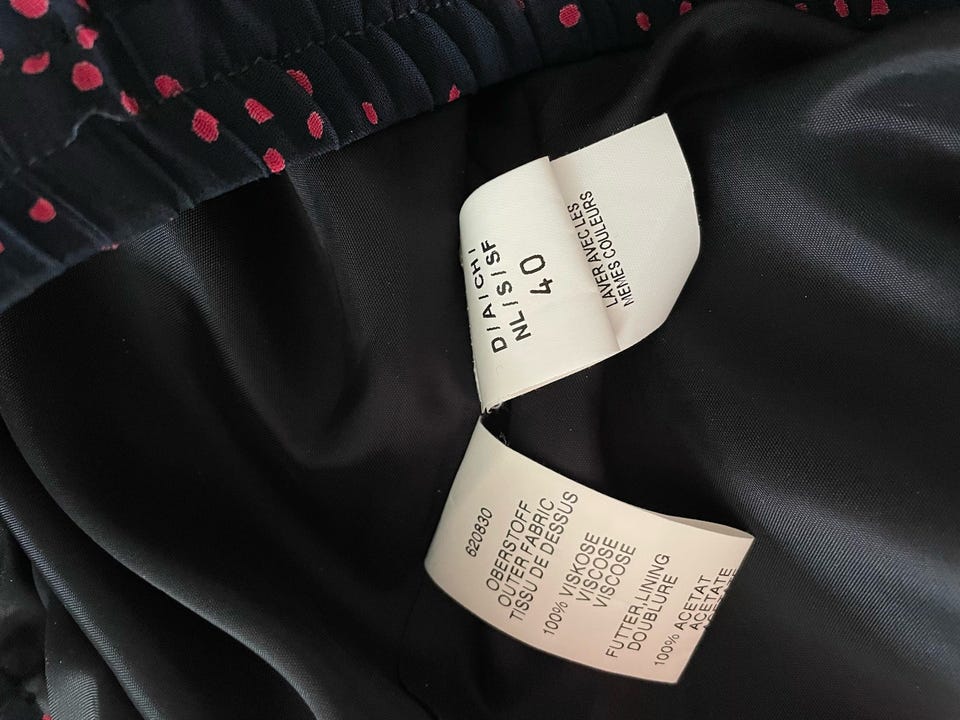 D/A/CH/
NL/S/SF
40
LAVER AVEC LES
MEMES COULEURS
620830
OBERSTOFF
OUTER FABRIC
TISSU DE DESSUS
100% VISKOSE
VISCOSE
VISCOSE
FUTTER,LINING
DOUBLURE
100% ACETAT
ACETATE